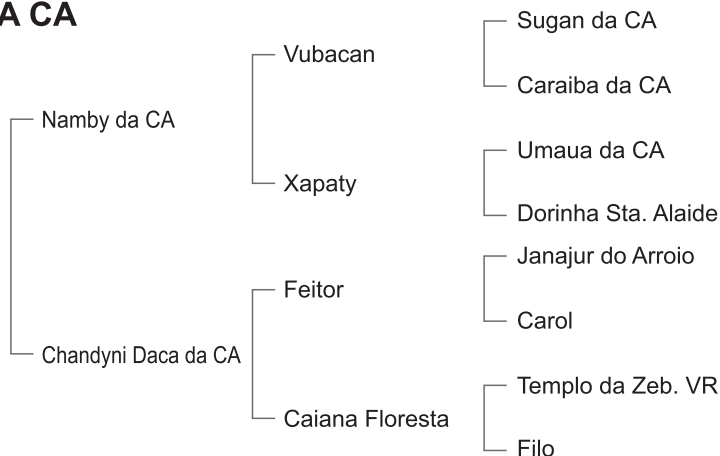 A CA
Sugan da CA
Vubacan
Caraiba da CA
Namby da CA
Umaua da CA
Xapaty
Dorinha Sta. Alaide
Janajur do Arroio
Feitor
Carol
Chandyni Daca da CA
Templo da Zeb. VR
Caiana Floresta
Filo